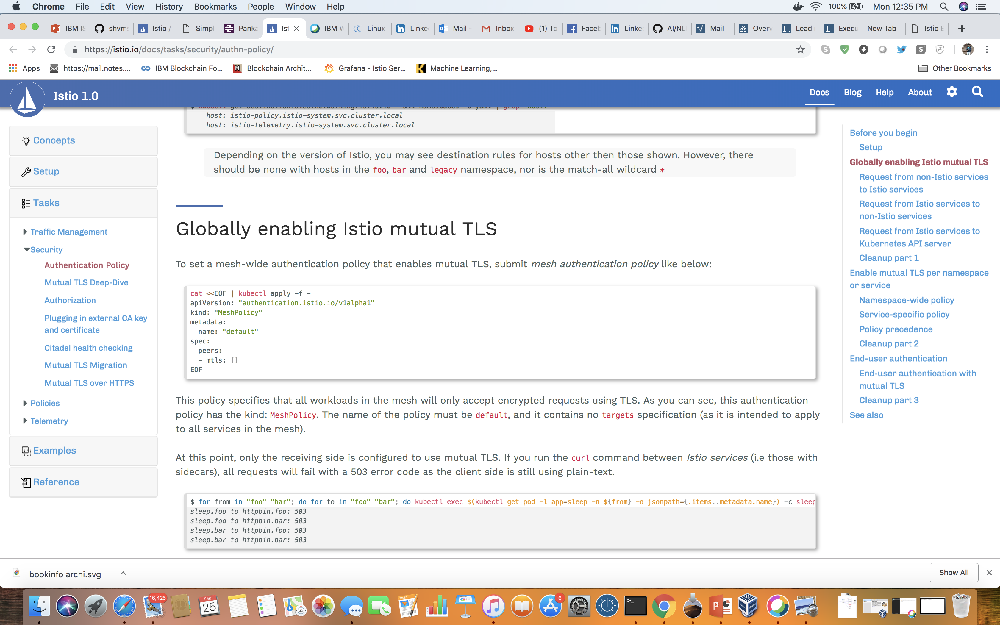 Chrome File Edit View History Bookmarks People Window Help 100% Mon 12:35 PM
IBM IS shvms Istio / Simpl Panka Ist IBM W Linux Linke Mail - Inbox (1) To Faceb Linke AI/NL Mail Overv Leadi Execu New Tab Istio E
https://istio.io/docs/tasks/security/authn-policy/
Apps https://mail.notes.... IBM Blockchain Fo... Blockchain Archit... Grafana - Istio Ser... Machine Learning,... Other Bookmarks
Istio 1.0 Docs Blog Help About
Concepts
Setup
Tasks
Traffic Management
Security
Authentication Policy
Mutual TLS Deep-Dive
Authorization
Plugging in external CA key
and certificate
Citadel health checking
Mutual TLS Migration
Mutual TLS over HTTPS
Policies
Telemetry
Examples
Reference
host: istio-policy.istio-system.svc.cluster.local
host: istio-telemetry.istio-system.svc.cluster.local
Depending on the version of Istio, you may see destination rules for hosts other then those shown. However, there
should be none with hosts in the foo, bar and legacy namespace, nor is the match-all wildcard *
Globally enabling Istio mutual TLS
To set a mesh-wide authentication policy that enables mutual TLS, submit mesh authentication policy like below:
cat <<EOF | kubectl apply -f -
apiVersion: "authentication.istio.io/v1alpha1"
kind: "MeshPolicy"
metadata:
  name: "default"
spec:
  peers:
  - mtls: {}
EOF
This policy specifies that all workloads in the mesh will only accept encrypted requests using TLS. As you can see, this authentication
policy has the kind: MeshPolicy. The name of the policy must be default, and it contains no targets specification (as it is intended to apply
to all services in the mesh).
At this point, only the receiving side is configured to use mutual TLS. If you run the curl command between Istio services (i.e those with
sidecars), all requests will fail with a 503 error code as the client side is still using plain-text.
$ for from in "foo" "bar"; do for to in "foo" "bar"; do kubectl exec $(kubectl get pod -l app=sleep -n ${from} -o jsonpath={.items..metadata.name}) -c sleep
sleep.foo to httpbin.foo: 503
sleep.foo to httpbin.bar: 503
sleep.bar to httpbin.foo: 503
sleep.bar to httpbin.bar: 503
Before you begin
Setup
Globally enabling Istio mutual TLS
Request from non-Istio services
to Istio services
Request from Istio services to
non-Istio services
Request from Istio services to
Kubernetes API server
Cleanup part 1
Enable mutual TLS per namespace
or service
Namespace-wide policy
Service-specific policy
Policy precedence
Cleanup part 2
End-user authentication
End-user authentication with
mutual TLS
Cleanup part 3
See also
bookinfo archi.svg Show All
16,425 FEB 25 3D PAGES 6